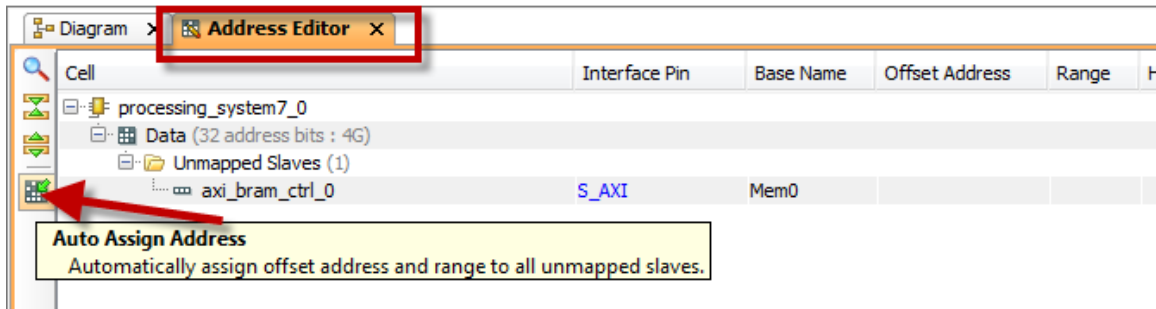 Diagram Address Editor
Cell Interface Pin Base Name Offset Address Range H
processing_system7_0
Data (32 address bits : 4G)
Unmapped Slaves (1)
axi_bram_ctrl_0 S_AXI Mem0
Auto Assign Address
Automatically assign offset address and range to all unmapped slaves.